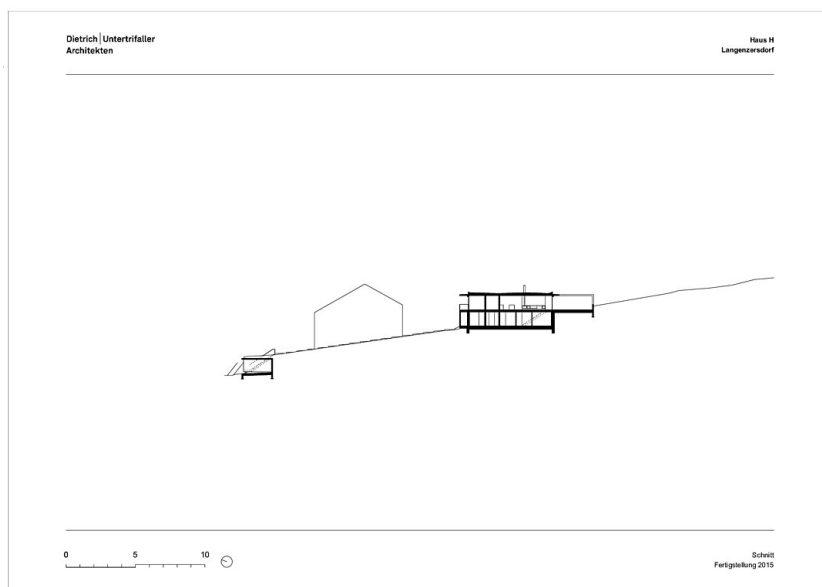 Dietrich | Untertrifaller
Architekten
Haus H
Langenzersdorf
0 5 10
Schnitt
Fertigstellung 2015